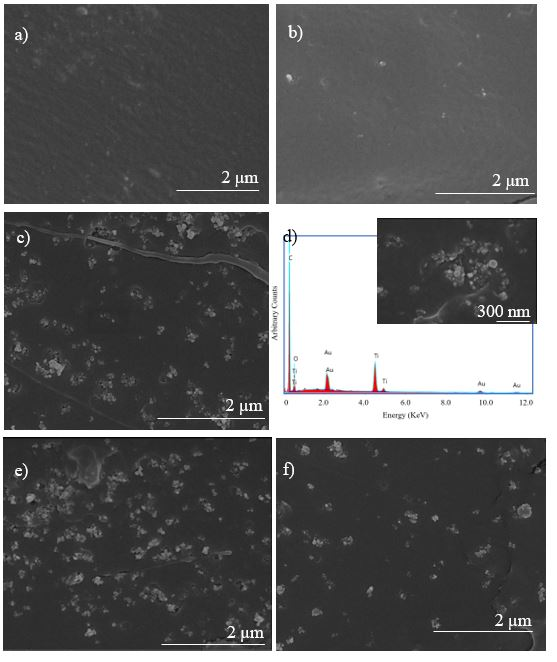 a)
2 μm
b)
2 μm
c)
2 μm
d)
C
O
Ti
Ti
Au
Au
Ti
Ti
Au
Au
300 nm
Arbitrary Counts
0
2.0
4.0
6.0
8.0
10.0
12.0
Energy (KeV)
e)
2 μm
f)
2 μm